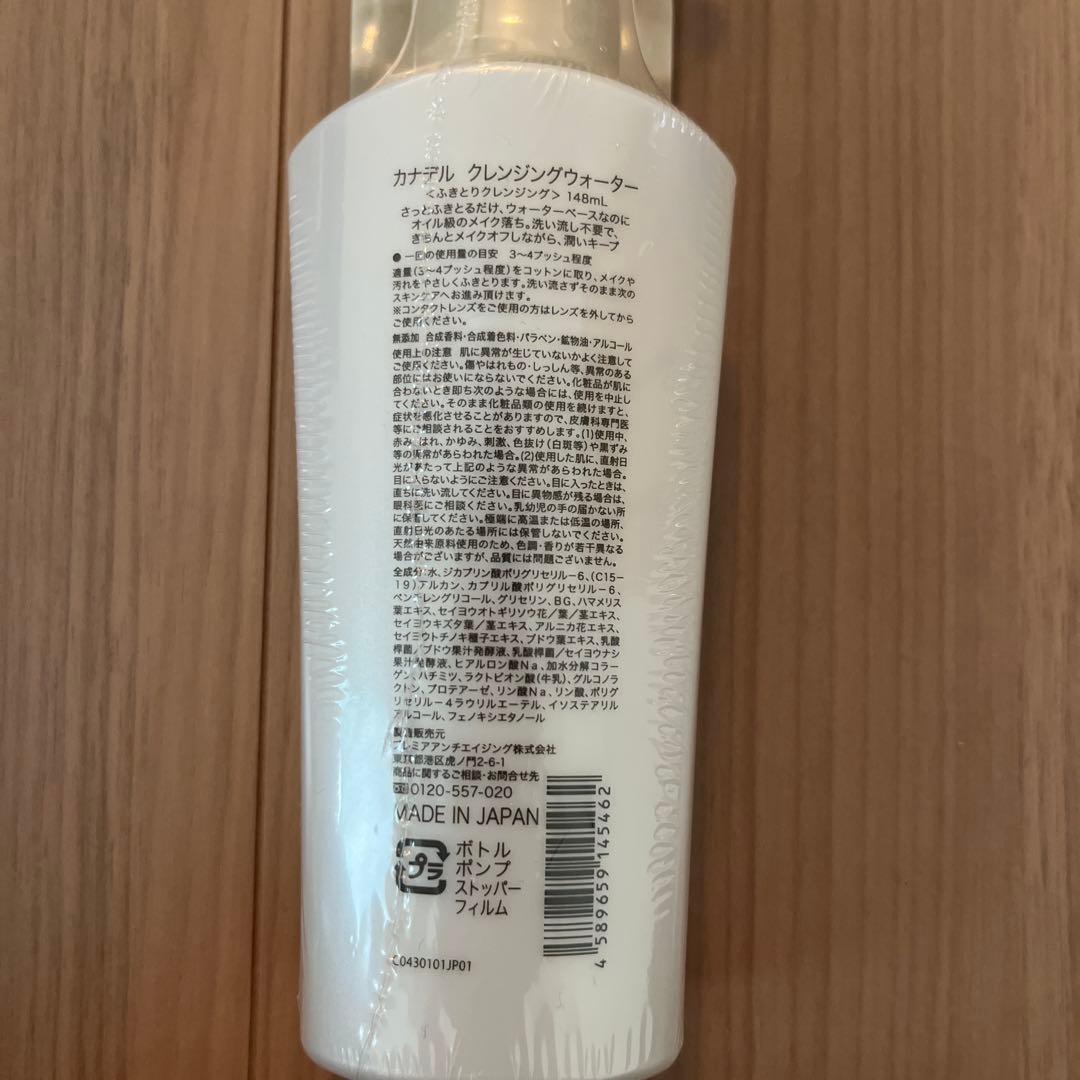 カナデル クレンジングウォーター
<ふきとりクレンジング> 148mL
さっとふきとるだけ、ウォーターベースなのに
オイル級のメイク落ち。洗い流し不要で、
きちんとメイクオフしながら、潤いキープ
● 一回の使用量の目安 3〜4プッシュ程度
適量(3〜4プッシュ程度)をコットンに取り、メイクや
汚れをやさしくふきとります。洗い流さずそのまま次の
スキンケアへお進み頂けます。
※コンタクトレンズをご使用の方はレンズを外してから
ご使用ください。
無添加 合成香料・合成着色料・パラベン・鉱物油・アルコール
使用上の注意 肌に異常が生じていないかよく注意して
ご使用ください。傷やはれもの・しっしん等、異常のある
部位にはお使いにならないでください。化粧品が肌に
合わないとき即ち次のような場合には、使用を中止し
てください。そのまま化粧品類の使用を続けますと、
症状を悪化させることがありますので、皮膚科専門医
等にご相談されることをおすすめします。(1)使用中、
赤み、はれ、かゆみ、刺激、色抜け(白斑等)や黒ずみ
等の異常があらわれた場合。(2)使用した肌に、直射日
光があたって上記のような異常があらわれた場合。
目に入らないようにご注意ください。目に入ったときは、
直ちに洗い流してください。目に異物感が残る場合は、
眼科医にご相談ください。乳幼児の手の届かない所
に保管してください。極端に高温または低温の場所、
直射日光のあたる場所には保管しないでください。
天然由来原料使用のため、色調・香りが若干異なる
場合がございますが、品質には問題ございません。
全成分:水、ジカプリン酸ポリグリセリル-6、(C15-
19)アルカン、カプリル酸ポリグリセリル-6、
ペンチレングリコール、グリセリン、BG、ハマメリス
葉エキス、セイヨウオトギリソウ花/葉/茎エキス、
セイヨウキズタ葉/茎エキス、アルニカ花エキス、
セイヨウトチノキ種子エキス、ブドウ葉エキス、乳酸
桿菌/ブドウ果汁発酵液、乳酸桿菌/セイヨウナシ
果汁発酵液、ヒアルロン酸Na、加水分解コラー
ゲン、ハチミツ、ラクトビオン酸(牛乳)、グルコノラ
クトン、プロテアーゼ、リン酸Na、リン酸、ポリグ
リセリル-4ラウリルエーテル、イソステアリル
アルコール、フェノキシエタノール
製造販売元
プレミアアンチエイジング株式会社
東京都港区虎ノ門2-6-1
商品に関するご相談・お問合せ先
0120-557-020
MADE IN JAPAN
プラ
ボトル
ポンプ
ストッパー
フィルム
4 589659 145462
C0430101JP01